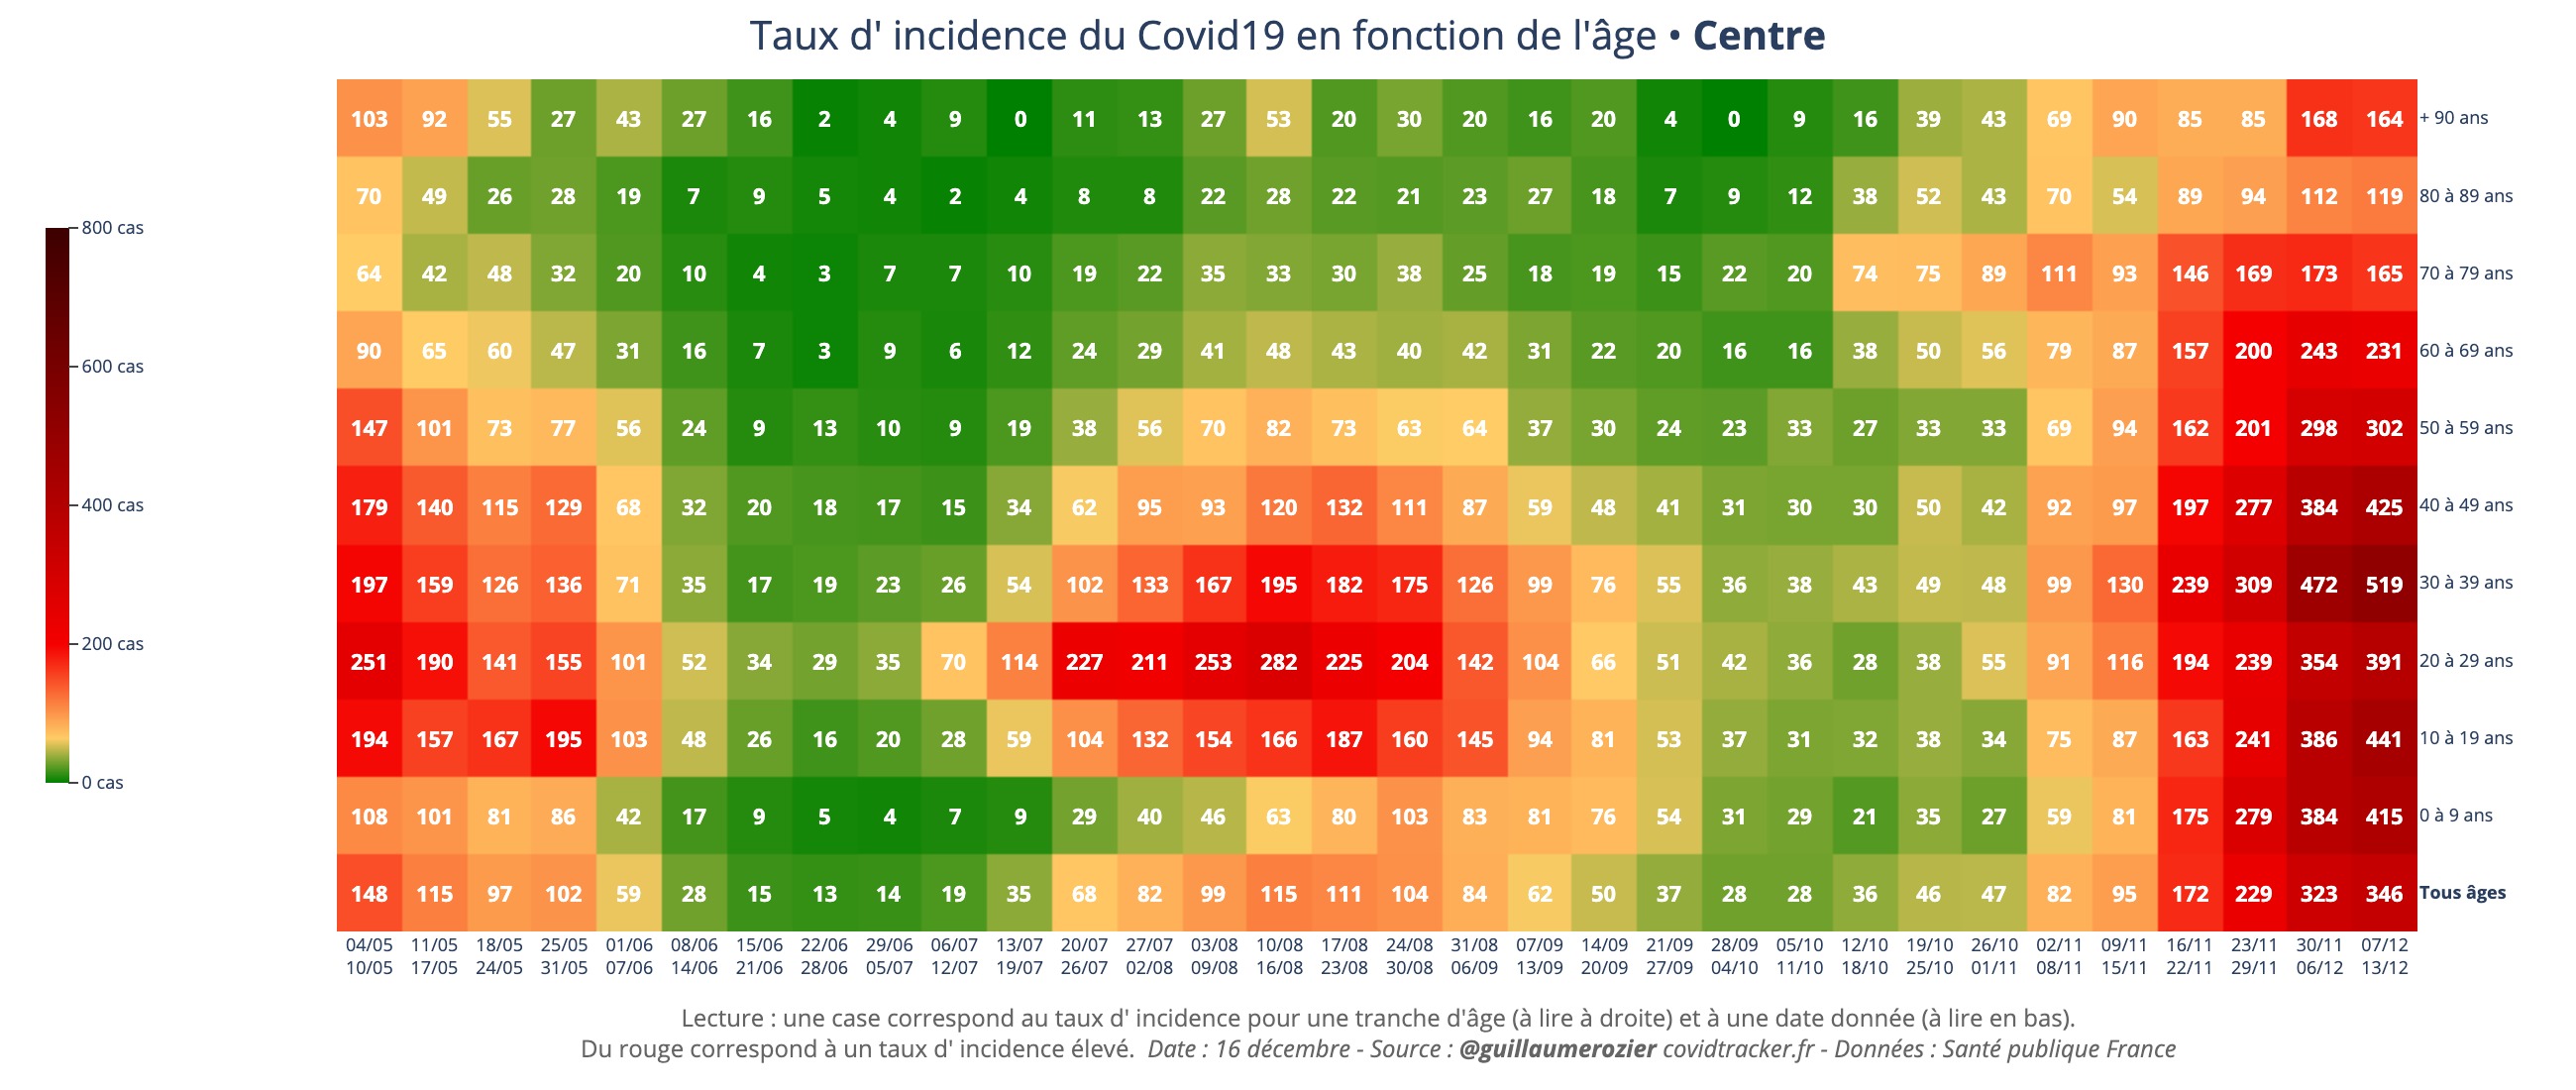 Taux d' incidence du Covid19 en fonction de l'âge • Centre
103 92 55 27 43 27 16 2 4 9 0 11 13 27 53 20 30 20 16 20 4 0 9 16 39 43 69 90 85 85 168 164 + 90 ans
70 49 26 28 19 7 9 5 4 2 4 8 8 22 28 22 21 23 27 18 7 9 12 38 52 43 70 54 89 94 112 119 80 à 89 ans
800 cas
64 42 48 32 20 10 4 3 7 7 10 19 22 35 33 30 38 25 18 19 15 22 20 74 75 89 111 93 146 169 173 165 70 à 79 ans
90 65 60 47 31 16 7 3 9 6 12 24 29 41 48 43 40 42 31 22 20 16 16 38 50 56 79 87 157 200 243 231 60 à 69 ans
600 cas
147 101 73 77 56 24 9 13 10 9 19 38 56 70 82 73 63 64 37 30 24 23 33 27 33 33 69 94 162 201 298 302 50 à 59 ans
400 cas
179 140 115 129 68 32 20 18 17 15 34 62 95 93 120 132 111 87 59 48 41 31 30 30 50 42 92 97 197 277 384 425 40 à 49 ans
197 159 126 136 71 35 17 19 23 26 54 102 133 167 195 182 175 126 99 76 55 36 38 43 49 48 99 130 239 309 472 519 30 à 39 ans
200 cas
251 190 141 155 101 52 34 29 35 70 114 227 211 253 282 225 204 142 104 66 51 42 36 28 38 55 91 116 194 239 354 391 20 à 29 ans
194 157 167 195 103 48 26 16 20 28 59 104 132 154 166 187 160 145 94 81 53 37 31 32 38 34 75 87 163 241 386 441 10 à 19 ans
0 cas
108 101 81 86 42 17 9 5 4 7 9 29 40 46 63 80 103 83 81 76 54 31 29 21 35 27 59 81 175 279 384 415 0 à 9 ans
148 115 97 102 59 28 15 13 14 19 35 68 82 99 115 111 104 84 62 50 37 28 28 36 46 47 82 95 172 229 323 346 Tous âges
04/05 11/05 18/05 25/05 01/06 08/06 15/06 22/06 29/06 06/07 13/07 20/07 27/07 03/08 10/08 17/08 24/08 31/08 07/09 14/09 21/09 28/09 05/10 12/10 19/10 26/10 02/11 09/11 16/11 23/11 30/11 07/12
10/05 17/05 24/05 31/05 07/06 14/06 21/06 28/06 05/07 12/07 19/07 26/07 02/08 09/08 16/08 23/08 30/08 06/09 13/09 20/09 27/09 04/10 11/10 18/10 25/10 01/11 08/11 15/11 22/11 29/11 06/12 13/12
Lecture : une case correspond au taux d' incidence pour une tranche d'âge (à lire à droite) et à une date donnée (à lire en bas).
Du rouge correspond à un taux d' incidence élevé. Date : 16 décembre - Source : @guillaumerozier covidtracker.fr - Données : Santé publique France